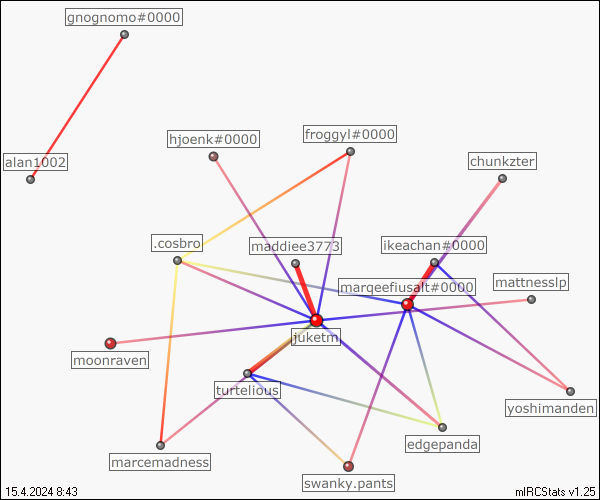 gnognomo#0000
alan1002
hjoenk#0000
froggyl#0000
chunkzter
.cosbro
maddiee3773
ikeachan#0000
marqeefiusalt#0000
mattnesslp
juketm
moonraven
turtelious
yoshimanden
edgepanda
marcemadness
swanky.pants
15.4.2024 8:43
mIRCStats v1.25